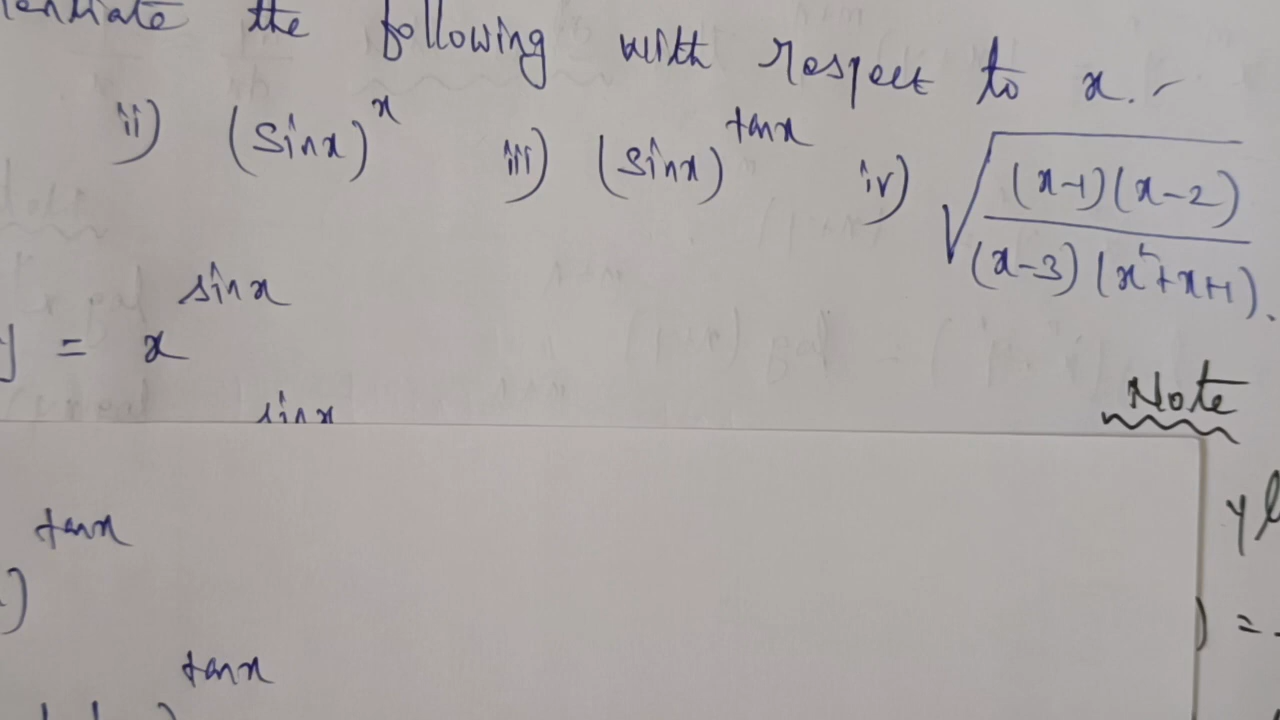 the following with respect to x.
ii) (sinx)^x iii) (sinx)^tanx iv) √((x-1)(x-2) / (x-3)(x²+x+1)).
y = x^sinx
sinx
Note
tanx
)
tanx
) =